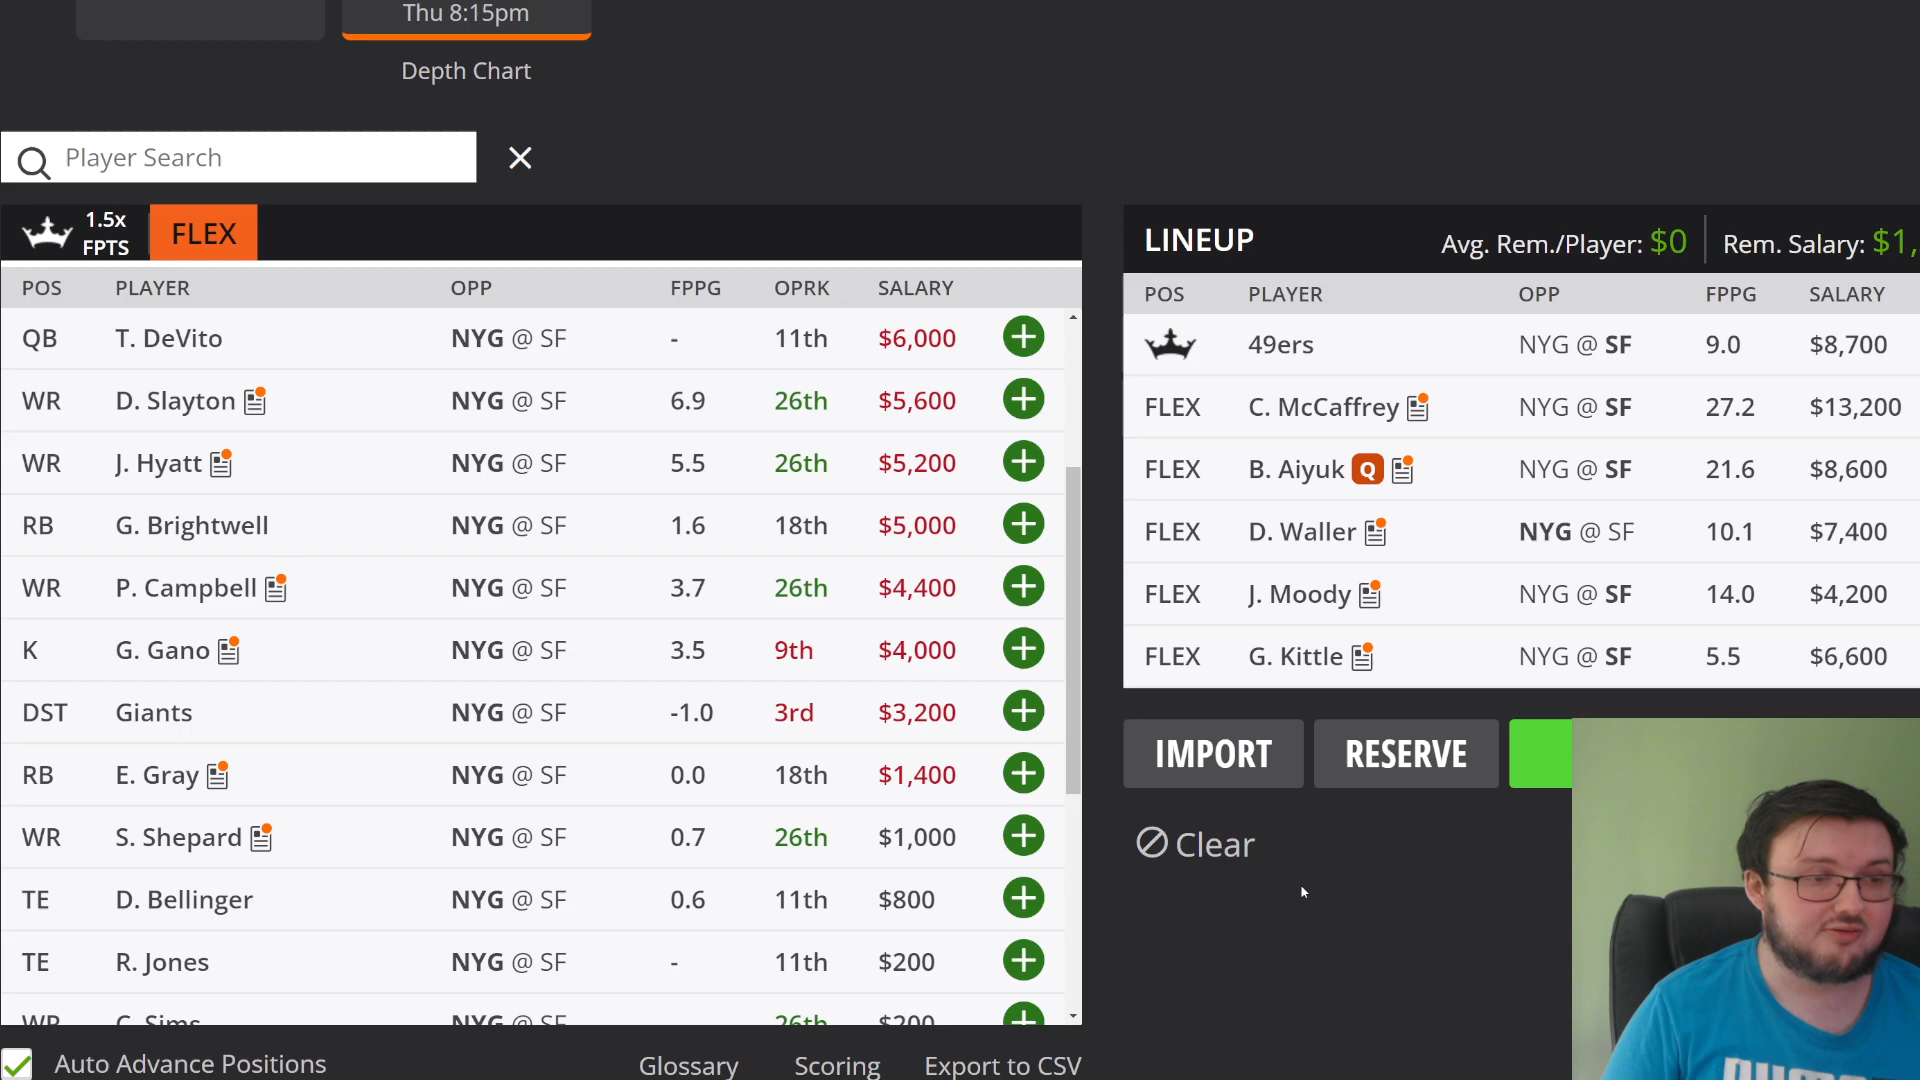 Thu 8:15pm
Depth Chart
Player Search
1.5x
FPTS
FLEX
POS PLAYER OPP FPPG OPRK SALARY
QB T. DeVito NYG @ SF - 11th $6,000
WR D. Slayton NYG @ SF 6.9 26th $5,600
WR J. Hyatt NYG @ SF 5.5 26th $5,200
RB G. Brightwell NYG @ SF 1.6 18th $5,000
WR P. Campbell NYG @ SF 3.7 26th $4,400
K G. Gano NYG @ SF 3.5 9th $4,000
DST Giants NYG @ SF -1.0 3rd $3,200
RB E. Gray NYG @ SF 0.0 18th $1,400
WR S. Shepard NYG @ SF 0.7 26th $1,000
TE D. Bellinger NYG @ SF 0.6 11th $800
TE R. Jones NYG @ SF - 11th $200
WR C. Sims NYG @ SF 26th $200
Auto Advance Positions Glossary Scoring Export to CSV
LINEUP Avg. Rem./Player: $0 Rem. Salary: $1,
POS PLAYER OPP FPPG SALARY
49ers NYG @ SF 9.0 $8,700
FLEX C. McCaffrey NYG @ SF 27.2 $13,200
FLEX B. Aiyuk Q NYG @ SF 21.6 $8,600
FLEX D. Waller NYG @ SF 10.1 $7,400
FLEX J. Moody NYG @ SF 14.0 $4,200
FLEX G. Kittle NYG @ SF 5.5 $6,600
IMPORT RESERVE
Clear